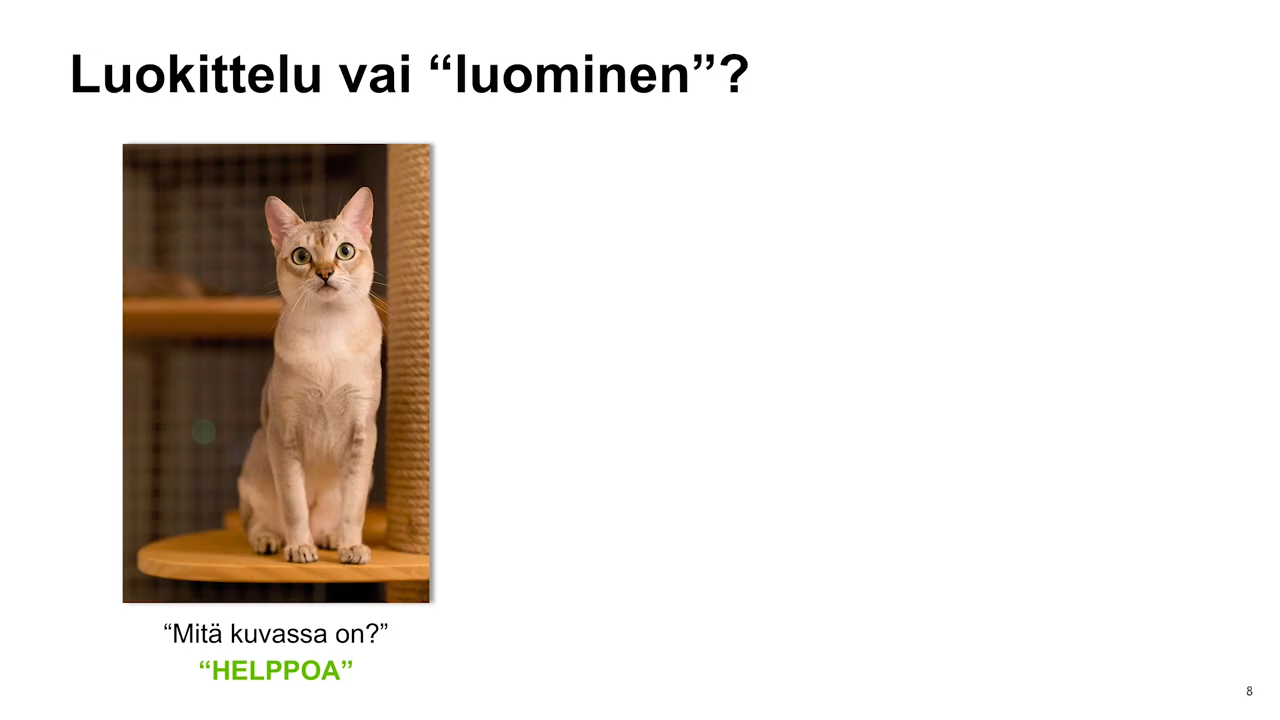 Luokittelu vai “luominen”?
“Mitä kuvassa on?”
“HELPPOA”
8